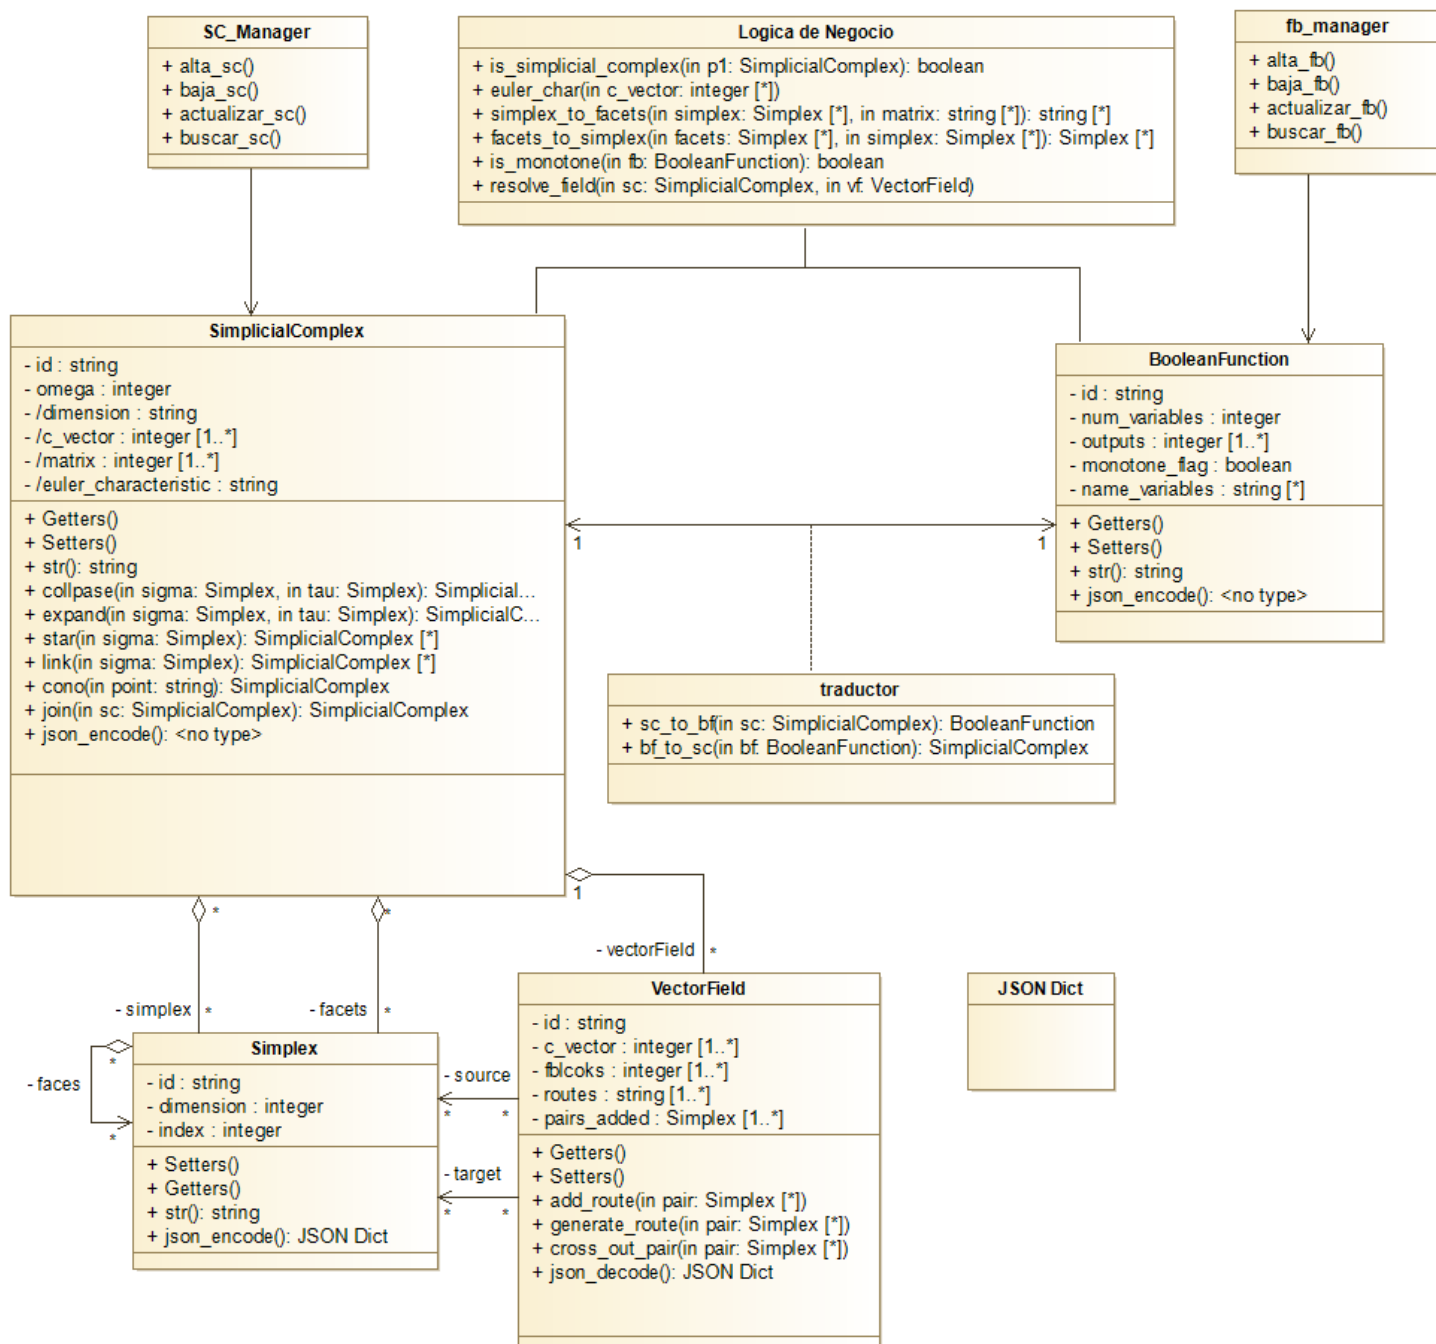 SC_Manager
+ alta_sc()
+ baja_sc()
+ actualizar_sc()
+ buscar_sc()
Logica de Negocio
+ is_simplicial_complex(in p1: SimplicialComplex): boolean
+ euler_char(in c_vector: integer [*])
+ simplex_to_facets(in simplex: Simplex [*], in matrix: string [*]): string [*]
+ facets_to_simplex(in facets: Simplex [*], in simplex: Simplex [*]): Simplex [*]
+ is_monotone(in fb: BooleanFunction): boolean
+ resolve_field(in sc: SimplicialComplex, in vf: VectorField)
fb_manager
+ alta_fb()
+ baja_fb()
+ actualizar_fb()
+ buscar_fb()
SimplicialComplex
- id : string
- omega : integer
- /dimension : string
- /c_vector : integer [1..*]
- /matrix : integer [1..*]
- /euler_characteristic : string
+ Getters()
+ Setters()
+ str(): string
+ collpase(in sigma: Simplex, in tau: Simplex): Simplicial...
+ expand(in sigma: Simplex, in tau: Simplex): SimplicialC...
+ star(in sigma: Simplex): SimplicialComplex [*]
+ link(in sigma: Simplex): SimplicialComplex [*]
+ cono(in point: string): SimplicialComplex
+ join(in sc: SimplicialComplex): SimplicialComplex
+ json_encode(): <no type>
1
1
BooleanFunction
- id : string
- num_variables : integer
- outputs : integer [1..*]
- monotone_flag : boolean
- name_variables : string [*]
+ Getters()
+ Setters()
+ str(): string
+ json_encode(): <no type>
traductor
+ sc_to_bf(in sc: SimplicialComplex): BooleanFunction
+ bf_to_sc(in bf: BooleanFunction): SimplicialComplex
*
*
1
- vectorField *
- simplex *
- facets *
Simplex
- id : string
- dimension : integer
- index : integer
+ Setters()
+ Getters()
+ str(): string
+ json_encode(): JSON Dict
*
- faces
*
- source
* *
- target
* *
VectorField
- id : string
- c_vector : integer [1..*]
- fblcoks : integer [1..*]
- routes : string [1..*]
- pairs_added : Simplex [1..*]
+ Getters()
+ Setters()
+ add_route(in pair: Simplex [*])
+ generate_route(in pair: Simplex [*])
+ cross_out_pair(in pair: Simplex [*])
+ json_decode(): JSON Dict
JSON Dict